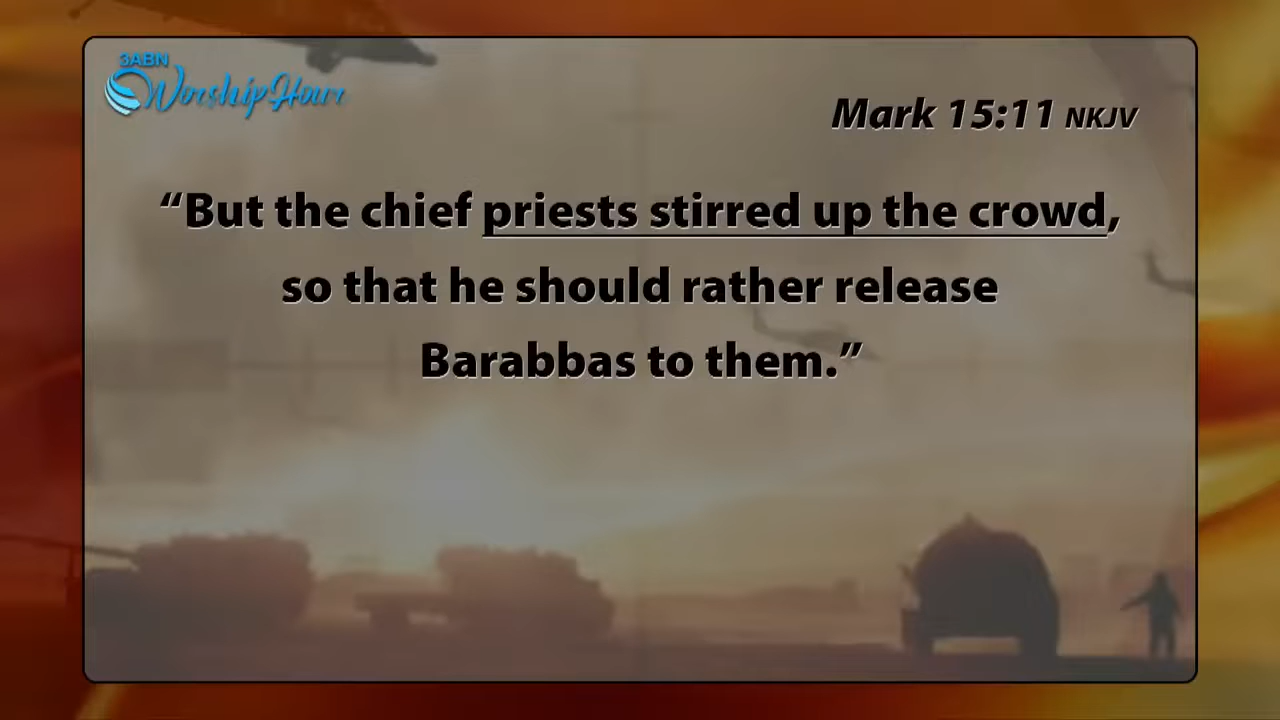 3ABN
Worship Hour
Mark 15:11 NKJV
“But the chief priests stirred up the crowd,
so that he should rather release
Barabbas to them.”